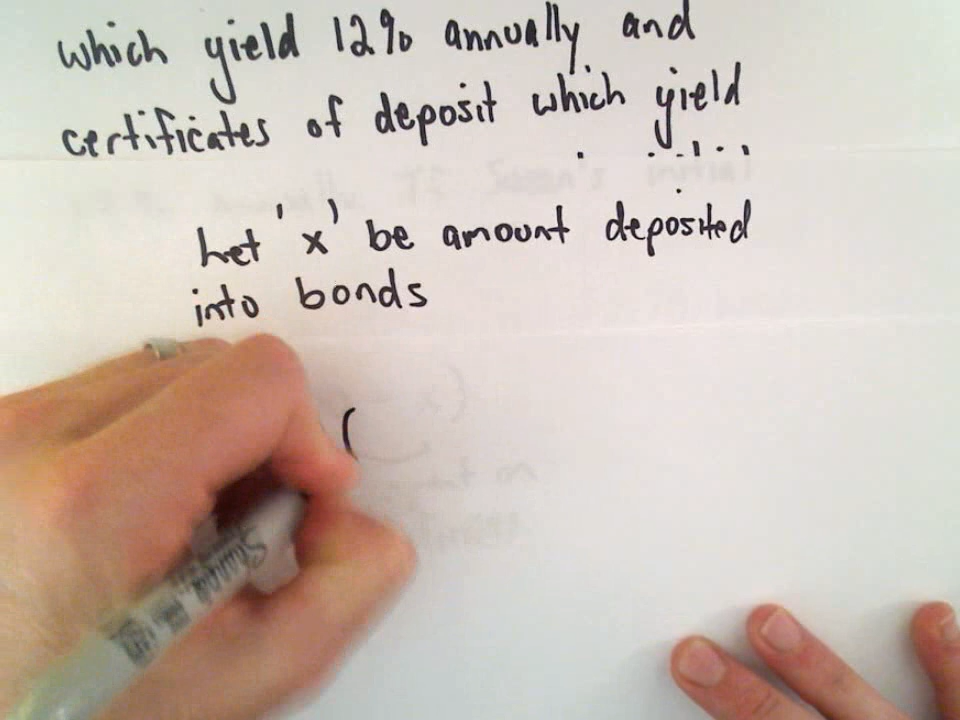 which yield 12% annually and
certificates of deposit which yield
Let 'x' be amount deposited
into bonds
(